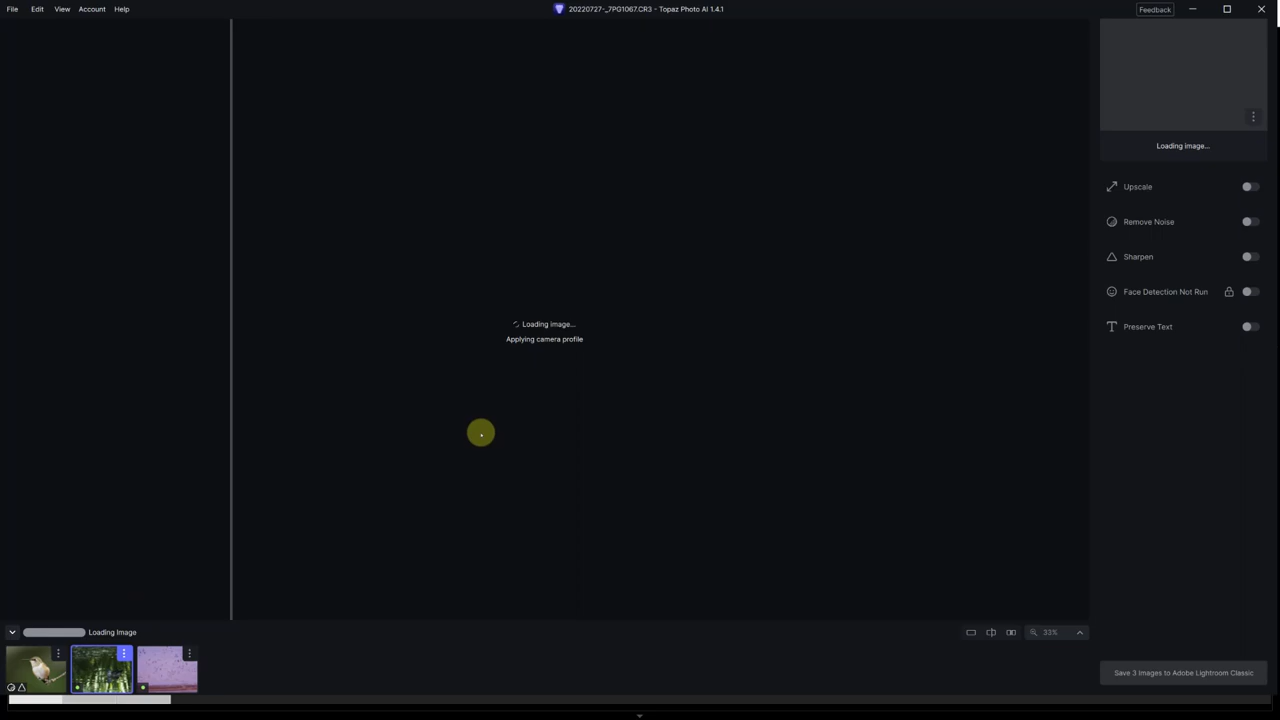 File Edit View Account Help
20220727-_7PG1067.CR3 - Topaz Photo AI 1.4.1
Feedback
Loading image...
Upscale
Remove Noise
Sharpen
Face Detection Not Run
Preserve Text
Loading image...
Applying camera profile
Loading Image
33%
Save 3 Images to Adobe Lightroom Classic